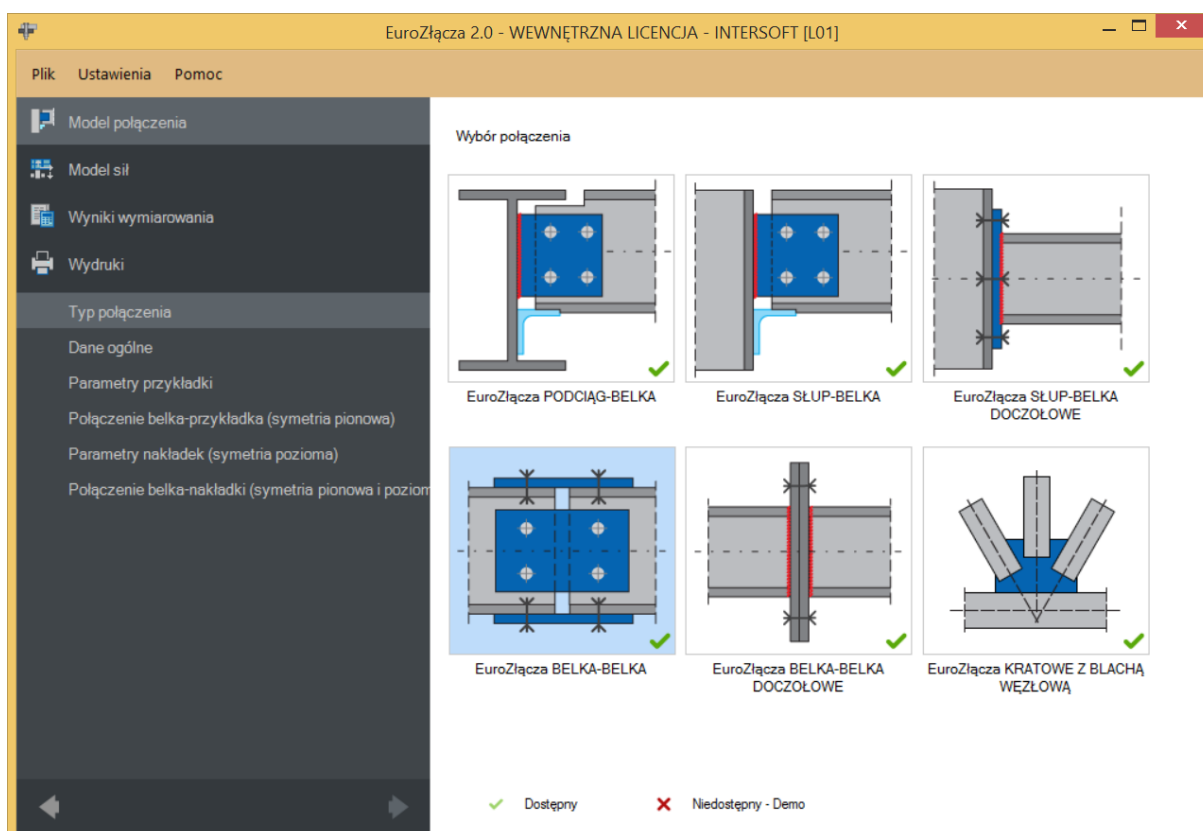 EuroZłącza 2.0 - WEWNĘTRZNA LICENCJA - INTERSOFT [L01]
Plik Ustawienia Pomoc
Model połączenia
Model sił
Wyniki wymiarowania
Wydruki
Typ połączenia
Dane ogólne
Parametry przykładki
Połączenie belka-przykładka (symetria pionowa)
Parametry nakładek (symetria pozioma)
Połączenie belka-nakładki (symetria pionowa i poziom
Wybór połączenia
EuroZłącza PODCIĄG-BELKA
EuroZłącza SŁUP-BELKA
EuroZłącza SŁUP-BELKA
DOCZOŁOWE
EuroZłącza BELKA-BELKA
EuroZłącza BELKA-BELKA
DOCZOŁOWE
EuroZłącza KRATOWE Z BLACHĄ
WĘZŁOWĄ
Dostępny
Niedostępny - Demo